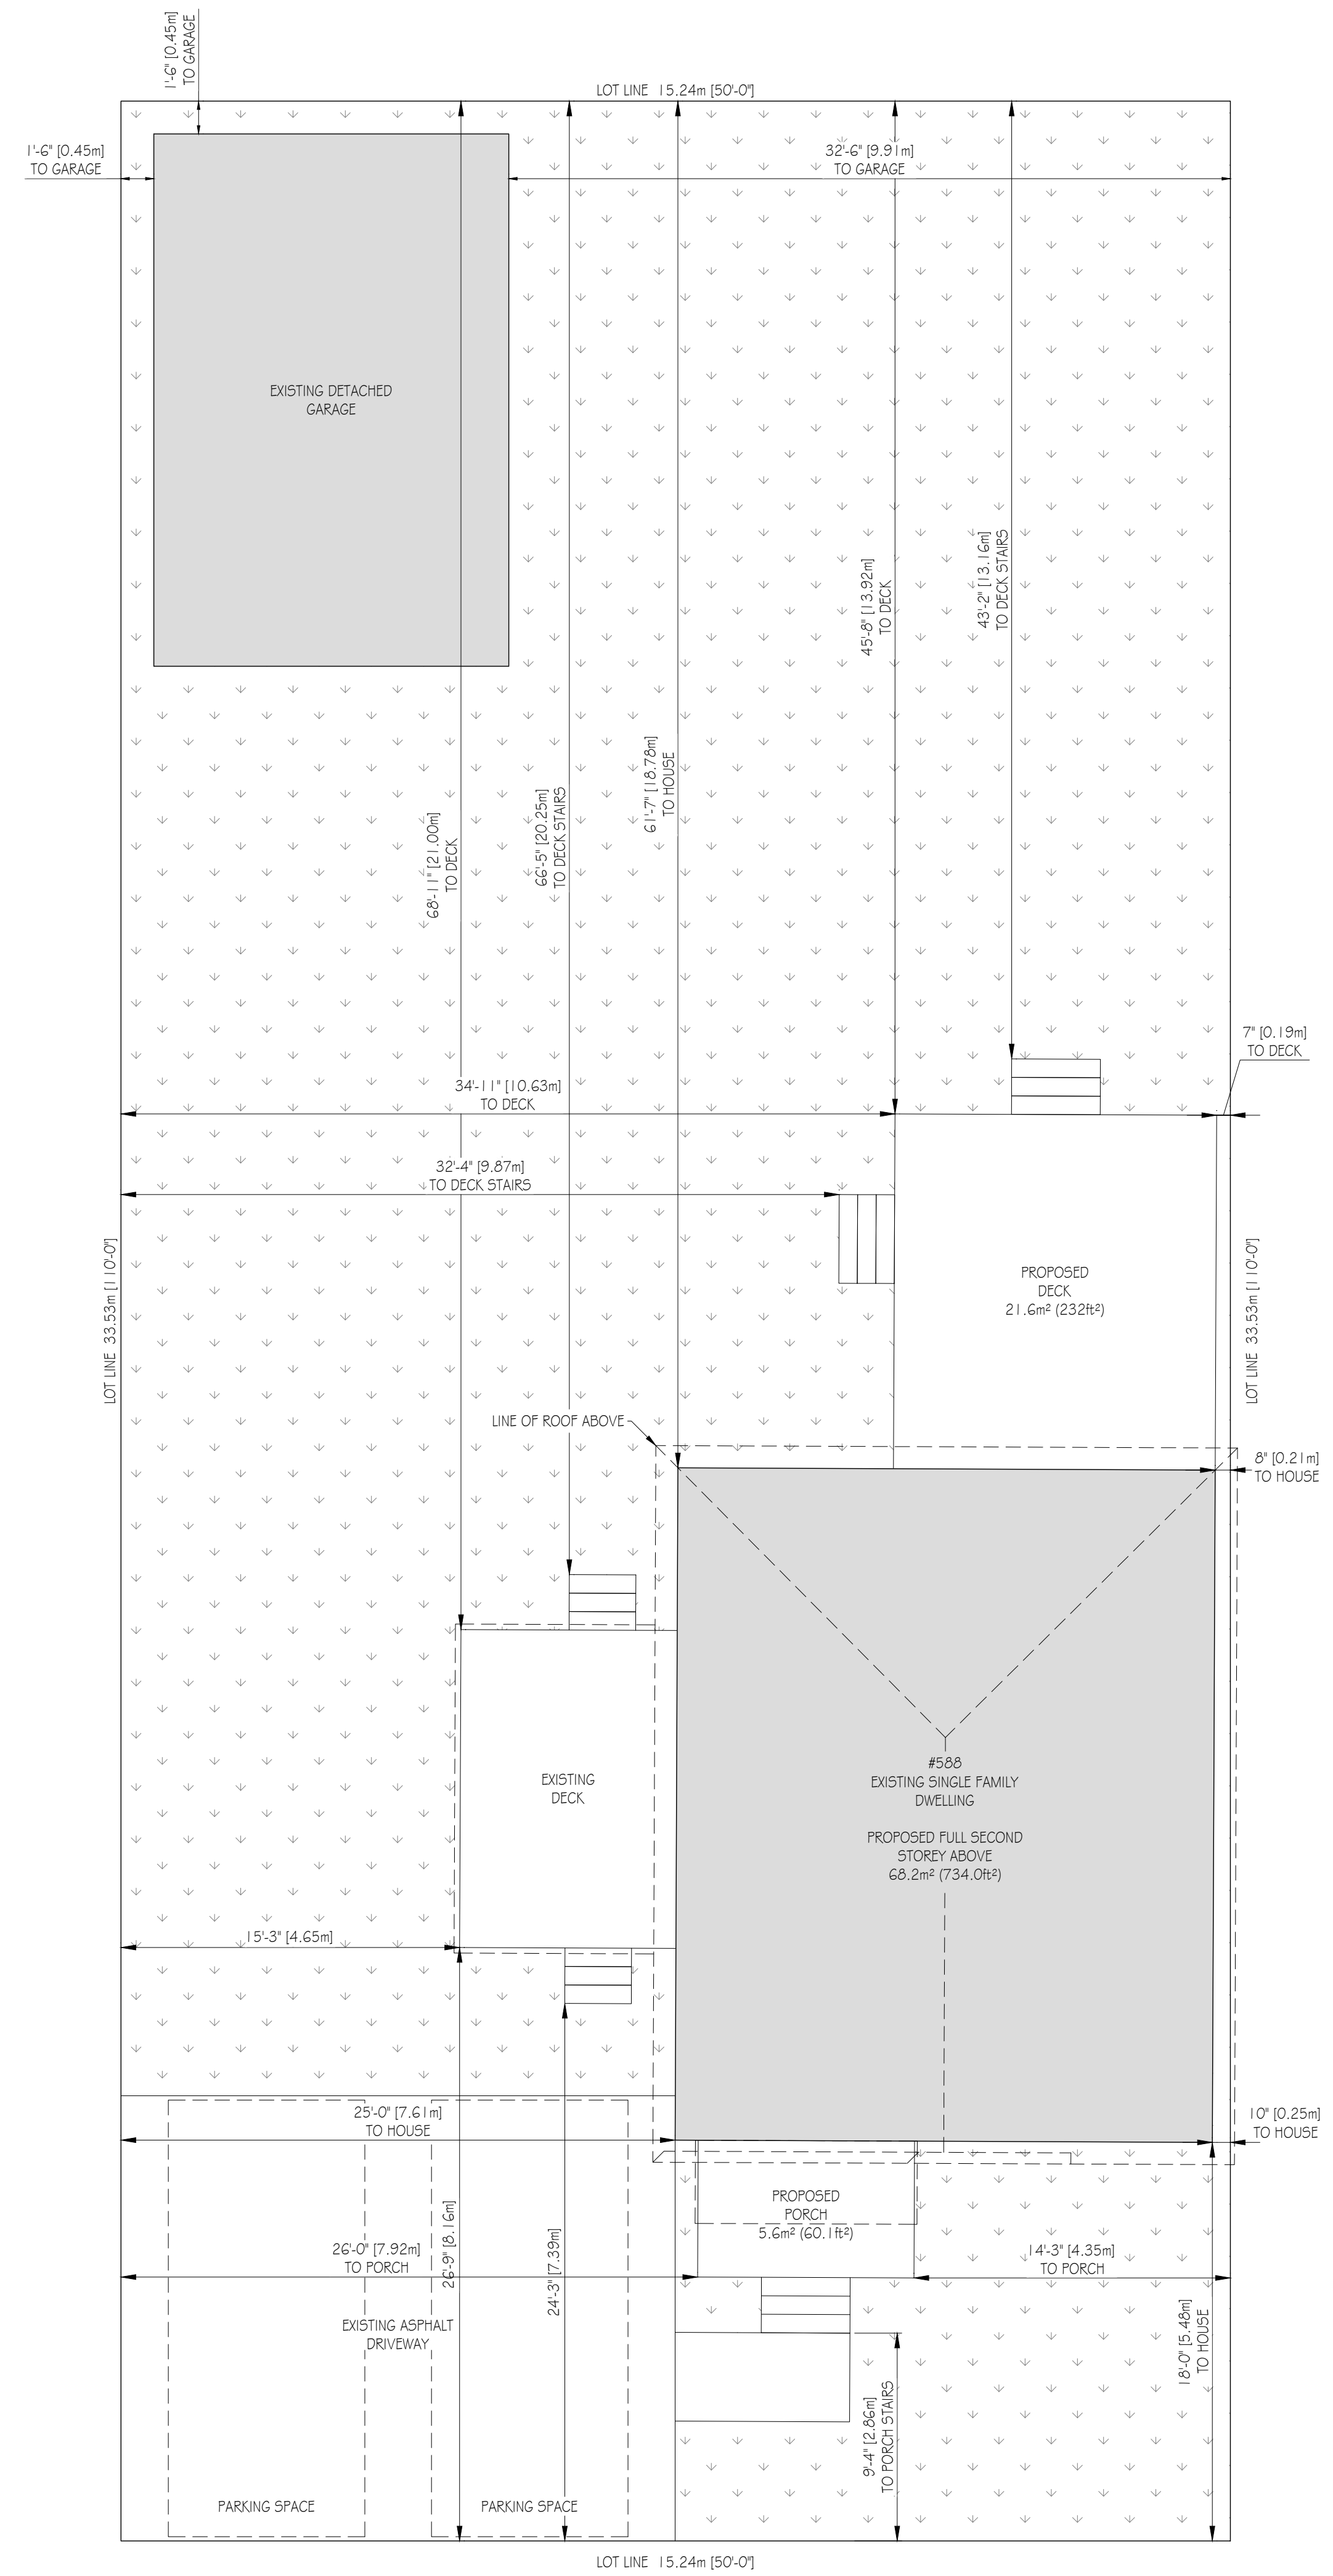 1'-6" [0.45m]
TO GARAGE
LOT LINE 15.24m [50'-0"]
1'-6" [0.45m]
TO GARAGE
32'-6" [9.91m]
TO GARAGE
EXISTING DETACHED
GARAGE
43'-2" [13.16m]
TO DECK STAIRS
45'-8" [13.92m]
TO DECK
61'-7" [18.78m]
TO HOUSE
66'-5" [20.25m]
TO DECK STAIRS
68'-11" [21.00m]
TO DECK
7" [0.19m]
TO DECK
34'-11" [10.63m]
TO DECK
32'-4" [9.87m]
TO DECK STAIRS
LOT LINE 33.53m [110'-0"]
PROPOSED
DECK
21.6m² (232ft²)
LOT LINE 33.53m [110'-0"]
LINE OF ROOF ABOVE
8" [0.21m]
TO HOUSE
EXISTING
DECK
#588
EXISTING SINGLE FAMILY
DWELLING
PROPOSED FULL SECOND
STOREY ABOVE
68.2m² (734.0ft²)
15'-3" [4.65m]
25'-0" [7.61m]
TO HOUSE
10" [0.25m]
TO HOUSE
PROPOSED
PORCH
5.6m² (60.1ft²)
26'-0" [7.92m]
TO PORCH
26'-9" [8.16m]
24'-3" [7.39m]
14'-3" [4.35m]
TO PORCH
EXISTING ASPHALT
DRIVEWAY
18'-0" [5.48m]
TO HOUSE
9'-4" [2.86m]
TO PORCH STAIRS
PARKING SPACE
PARKING SPACE
LOT LINE 15.24m [50'-0"]